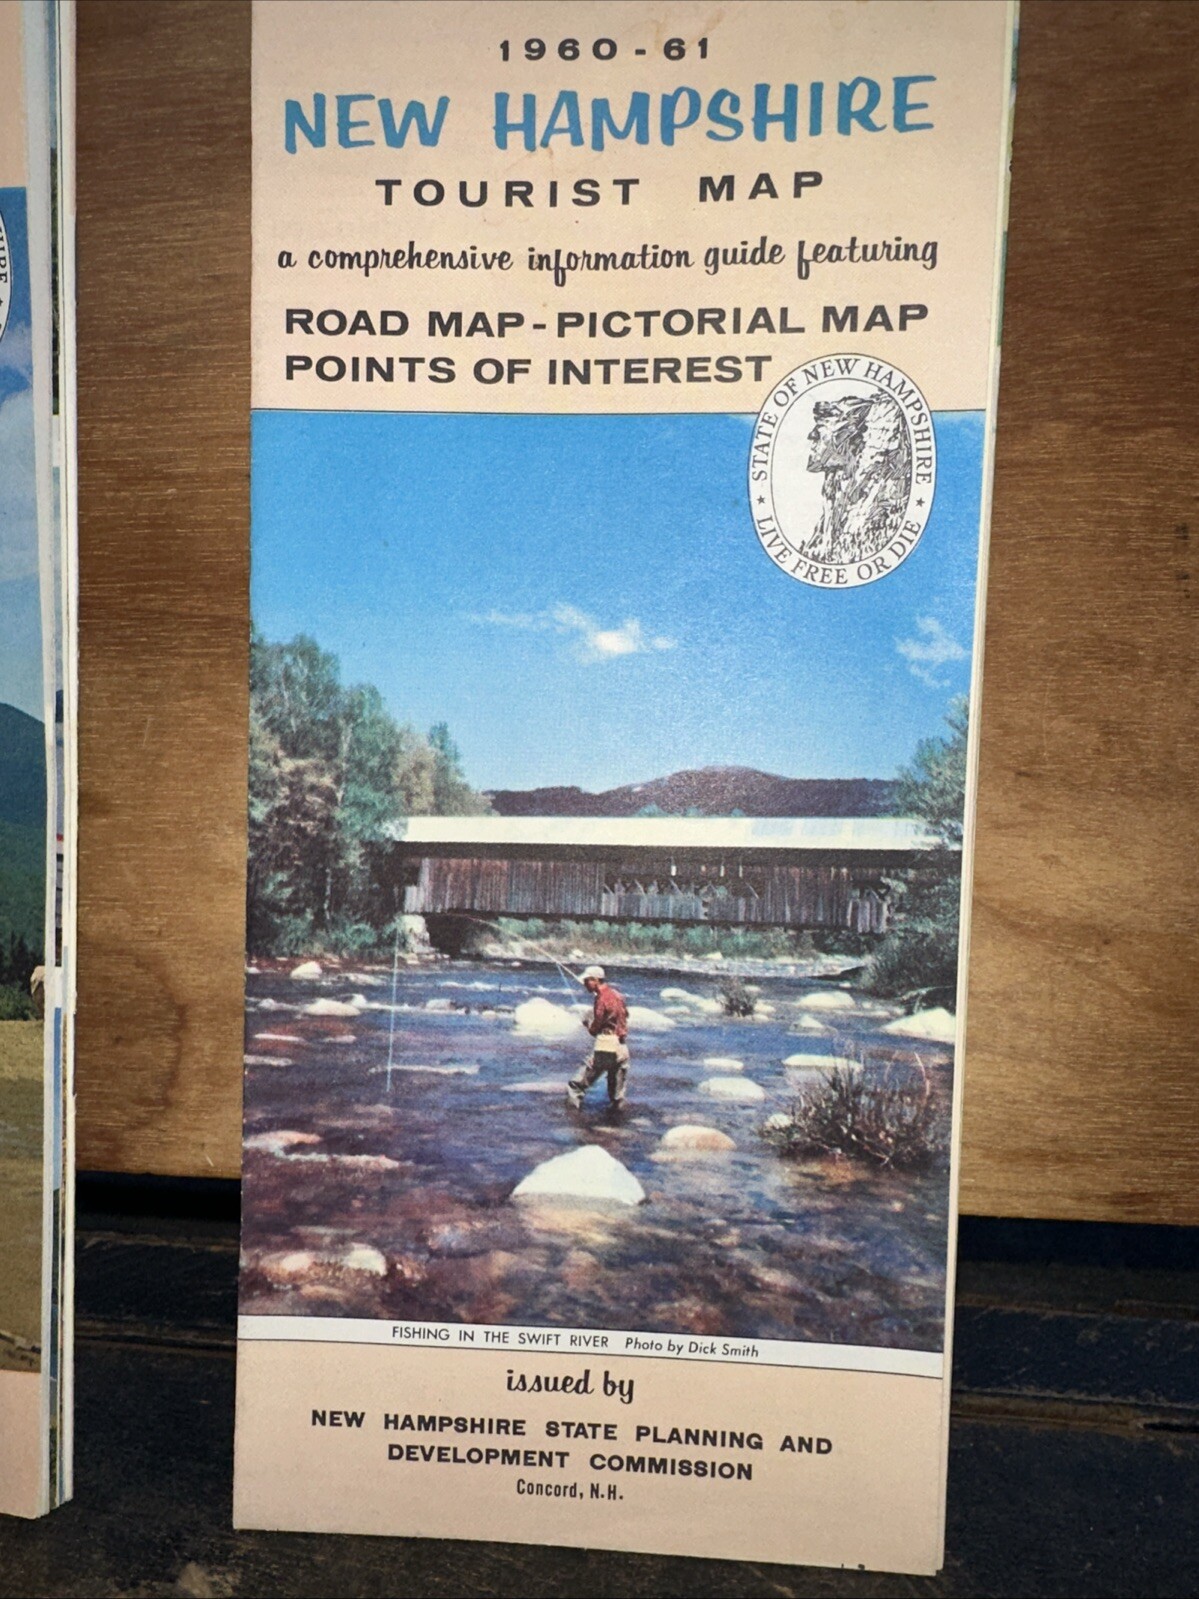 1960-61
NEW HAMPSHIRE
TOURIST MAP
a comprehensive information guide featuring
ROAD MAP-PICTORIAL MAP
POINTS OF INTEREST
STATE OF NEW HAMPSHIRE
LIVE FREE OR DIE
FISHING IN THE SWIFT RIVER Photo by Dick Smith
issued by
NEW HAMPSHIRE STATE PLANNING AND
DEVELOPMENT COMMISSION
Concord, N.H.